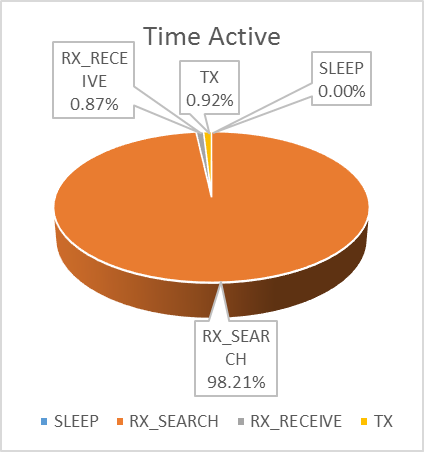 Time Active
RX_RECE
IVE
0.87%
TX
0.92%
SLEEP
0.00%
RX_SEAR
CH
98.21%
SLEEP RX_SEARCH RX_RECEIVE TX